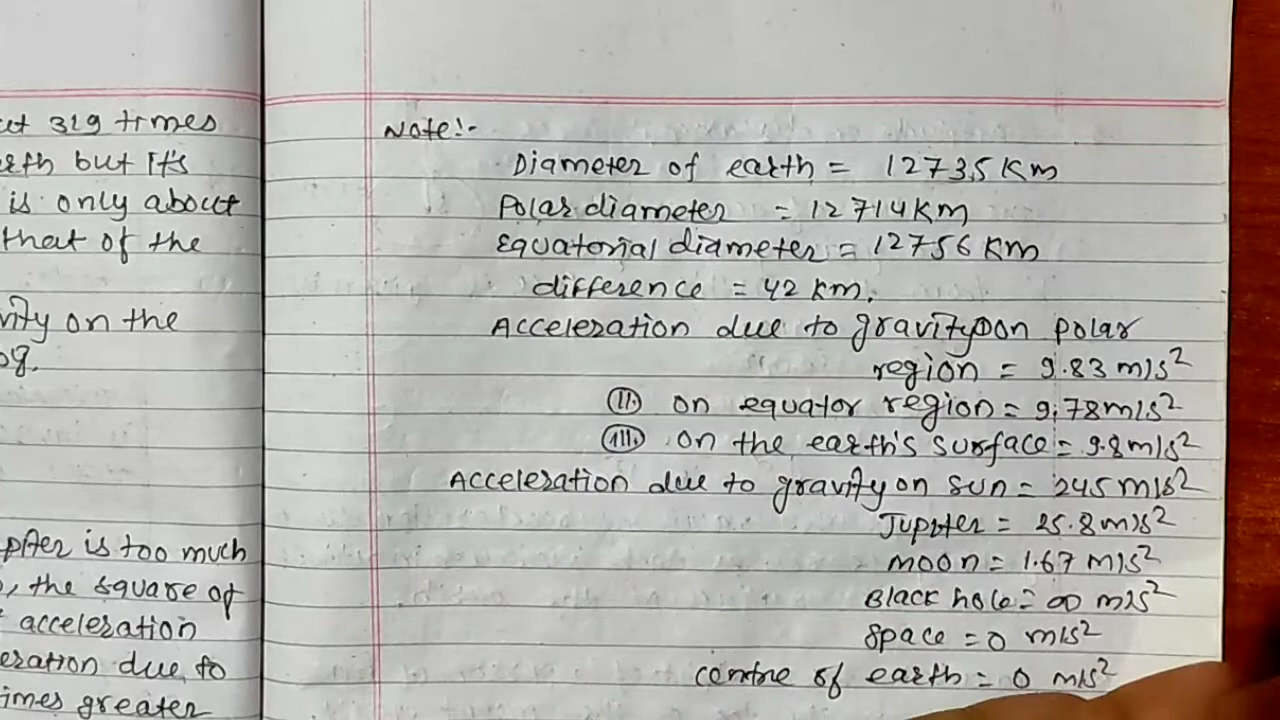 319 times
but It's
is only about
that of the
on the
is too much
, the square of
acceleration
due to
greater
Note:-
Diameter of earth = 12735 Km
Polar diameter = 12714 Km
Equatorial diameter = 12756 Km
difference = 42 Km.
Acceleration due to gravity on polar
region = 9.83 m/s²
(II.) on equator region = 9.78 m/s²
(III.) on the earth's surface = 9.8 m/s²
Acceleration due to gravity on sun = 245 m/s²
Jupiter = 25.8 m/s²
moon = 1.67 m/s²
Black hole = ∞ m/s²
Space = 0 m/s²
centre of earth = 0 m/s²